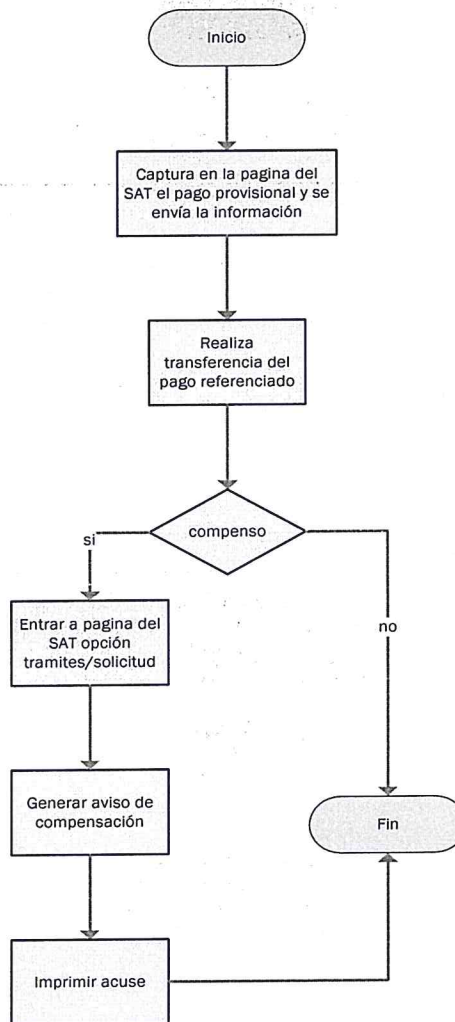 Inicio
Captura en la pagina del
SAT el pago provisional y se
envía la información
Realiza
transferencia del
pago referenciado
compenso
si
no
Entrar a pagina del
SAT opción
tramites/solicitud
Generar aviso de
compensación
Fin
Imprimir acuse